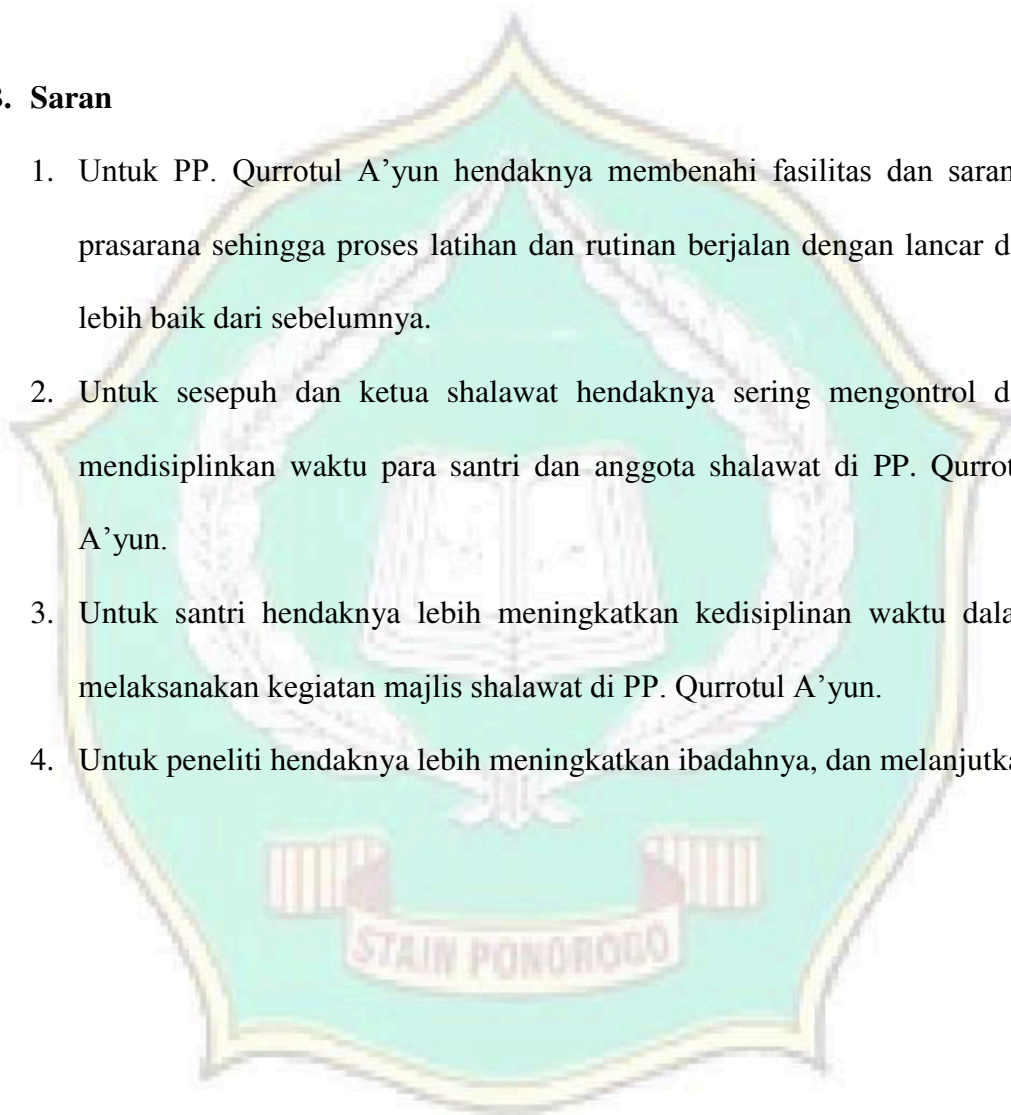 B. Saran
1. Untuk PP. Qurrotul A’yun hendaknya membenahi fasilitas dan saran
prasarana sehingga proses latihan dan rutinan berjalan dengan lancar d
lebih baik dari sebelumnya.
2. Untuk sesepuh dan ketua shalawat hendaknya sering mengontrol d
mendisiplinkan waktu para santri dan anggota shalawat di PP. Qurrot
A’yun.
3. Untuk santri hendaknya lebih meningkatkan kedisiplinan waktu dala
melaksanakan kegiatan majlis shalawat di PP. Qurrotul A’yun.
4. Untuk peneliti hendaknya lebih meningkatkan ibadahnya, dan melanjutka
STAIN PONOROGO